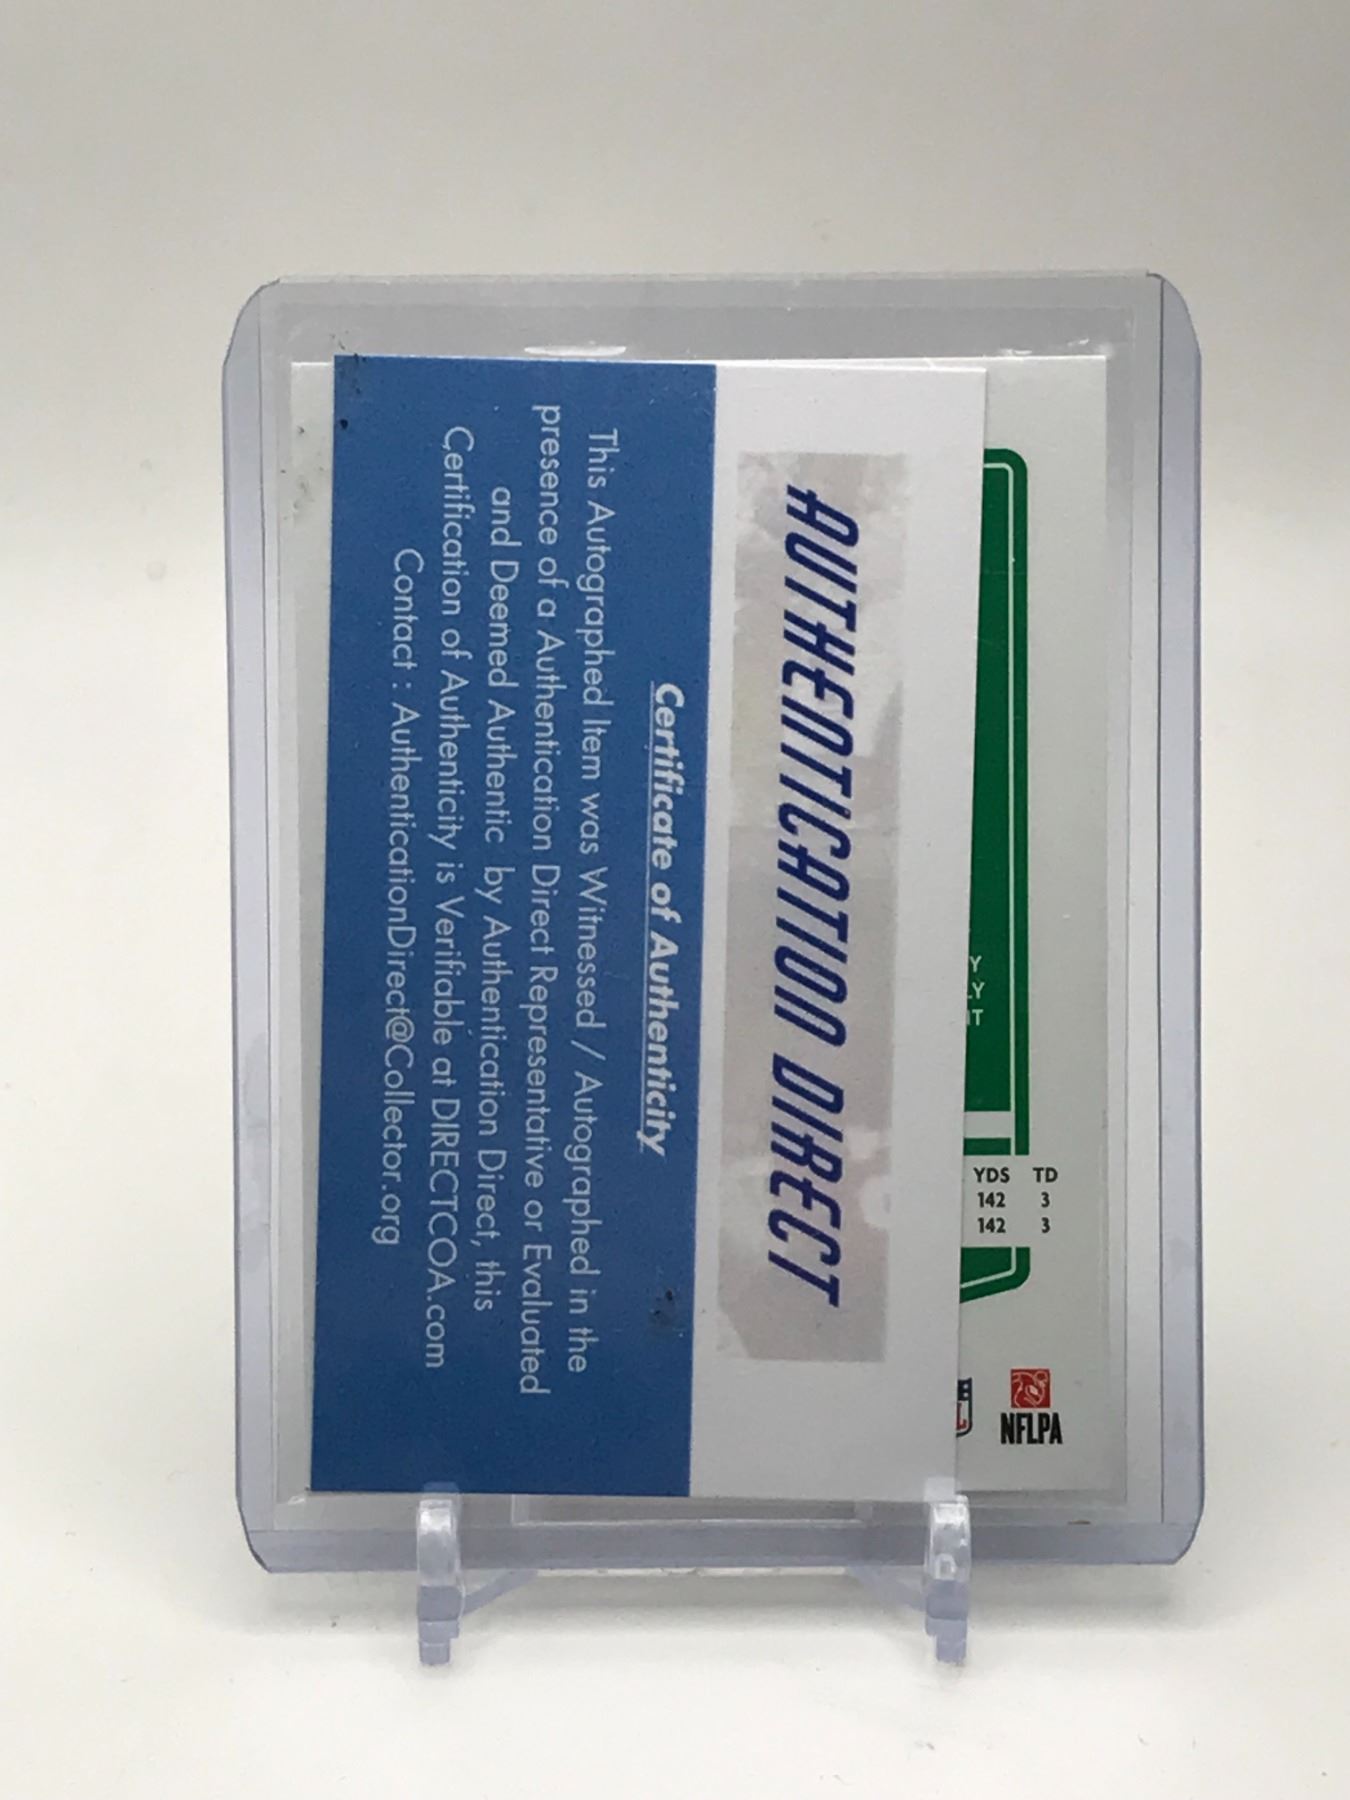 AUTHENTICATION DIRECT
Certificate of Authenticity
This Autographed Item was Witnessed / Autographed in the
presence of a Authentication Direct Representative or Evaluated
and Deemed Authentic by Authentication Direct, this
Certification of Authenticity is Verifiable at DIRECTCOA.com
Contact : AuthenticationDirect@Collector.org
Y
LY
IT
YDS TD
142 3
142 3
NFLPA